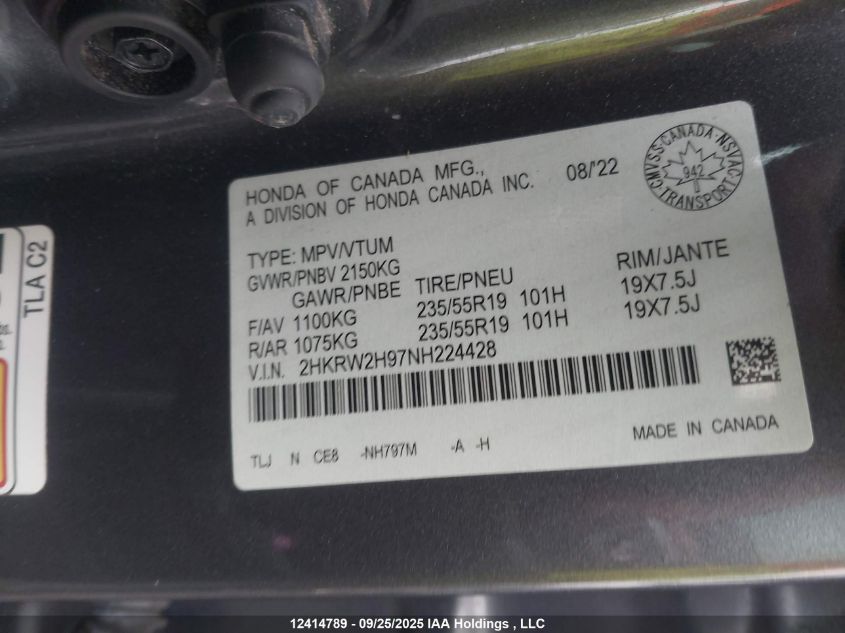 HONDA OF CANADA MFG.,
A DIVISION OF HONDA CANADA INC.
08/'22
CMVSS · CANADA · NSVAC
942
TRANSPORT
TYPE: MPV/VTUM
GVWR/PNBV 2150KG
GAWR/PNBE TIRE/PNEU RIM/JANTE
F/AV 1100KG 235/55R19 101H 19X7.5J
R/AR 1075KG 235/55R19 101H 19X7.5J
V.I.N. 2HKRW2H97NH224428
TLJ N CE8 -NH797M -A -H
MADE IN CANADA
TLA C2
12414789 - 09/25/2025 IAA Holdings , LLC